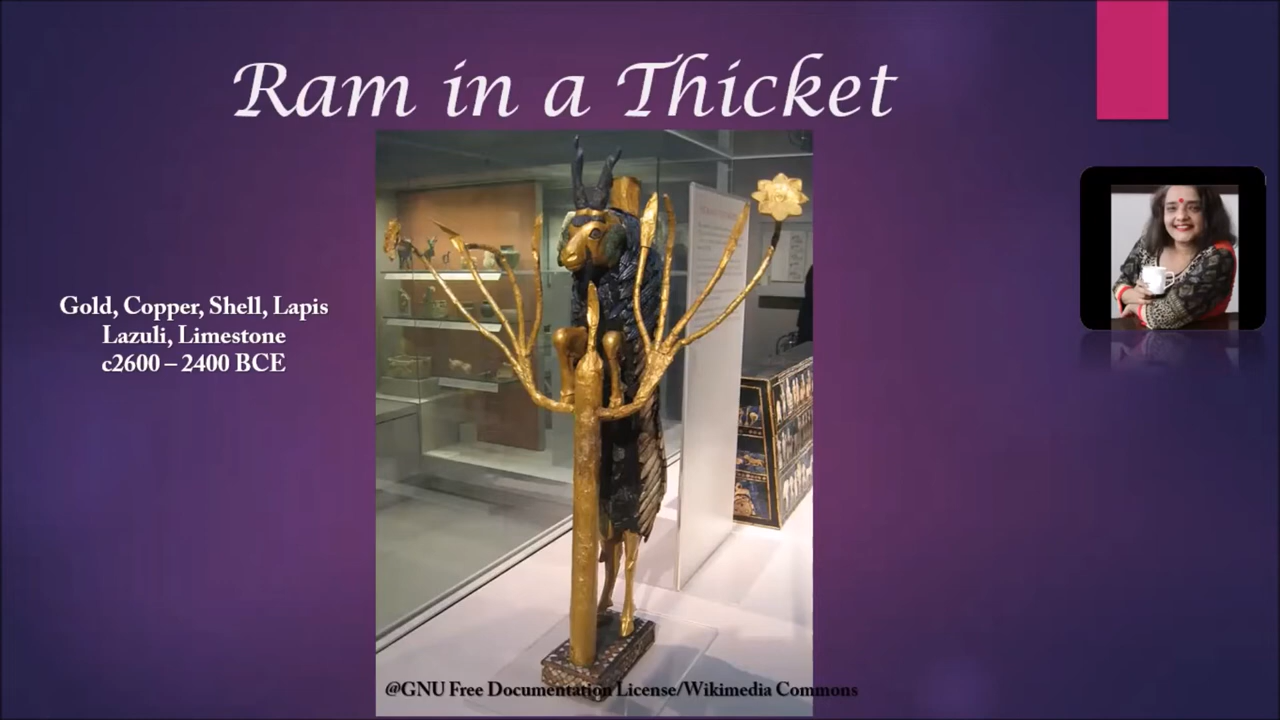 Ram in a Thicket
Gold, Copper, Shell, Lapis
Lazuli, Limestone
c2600 – 2400 BCE
@GNU Free Documentation License/Wikimedia Commons